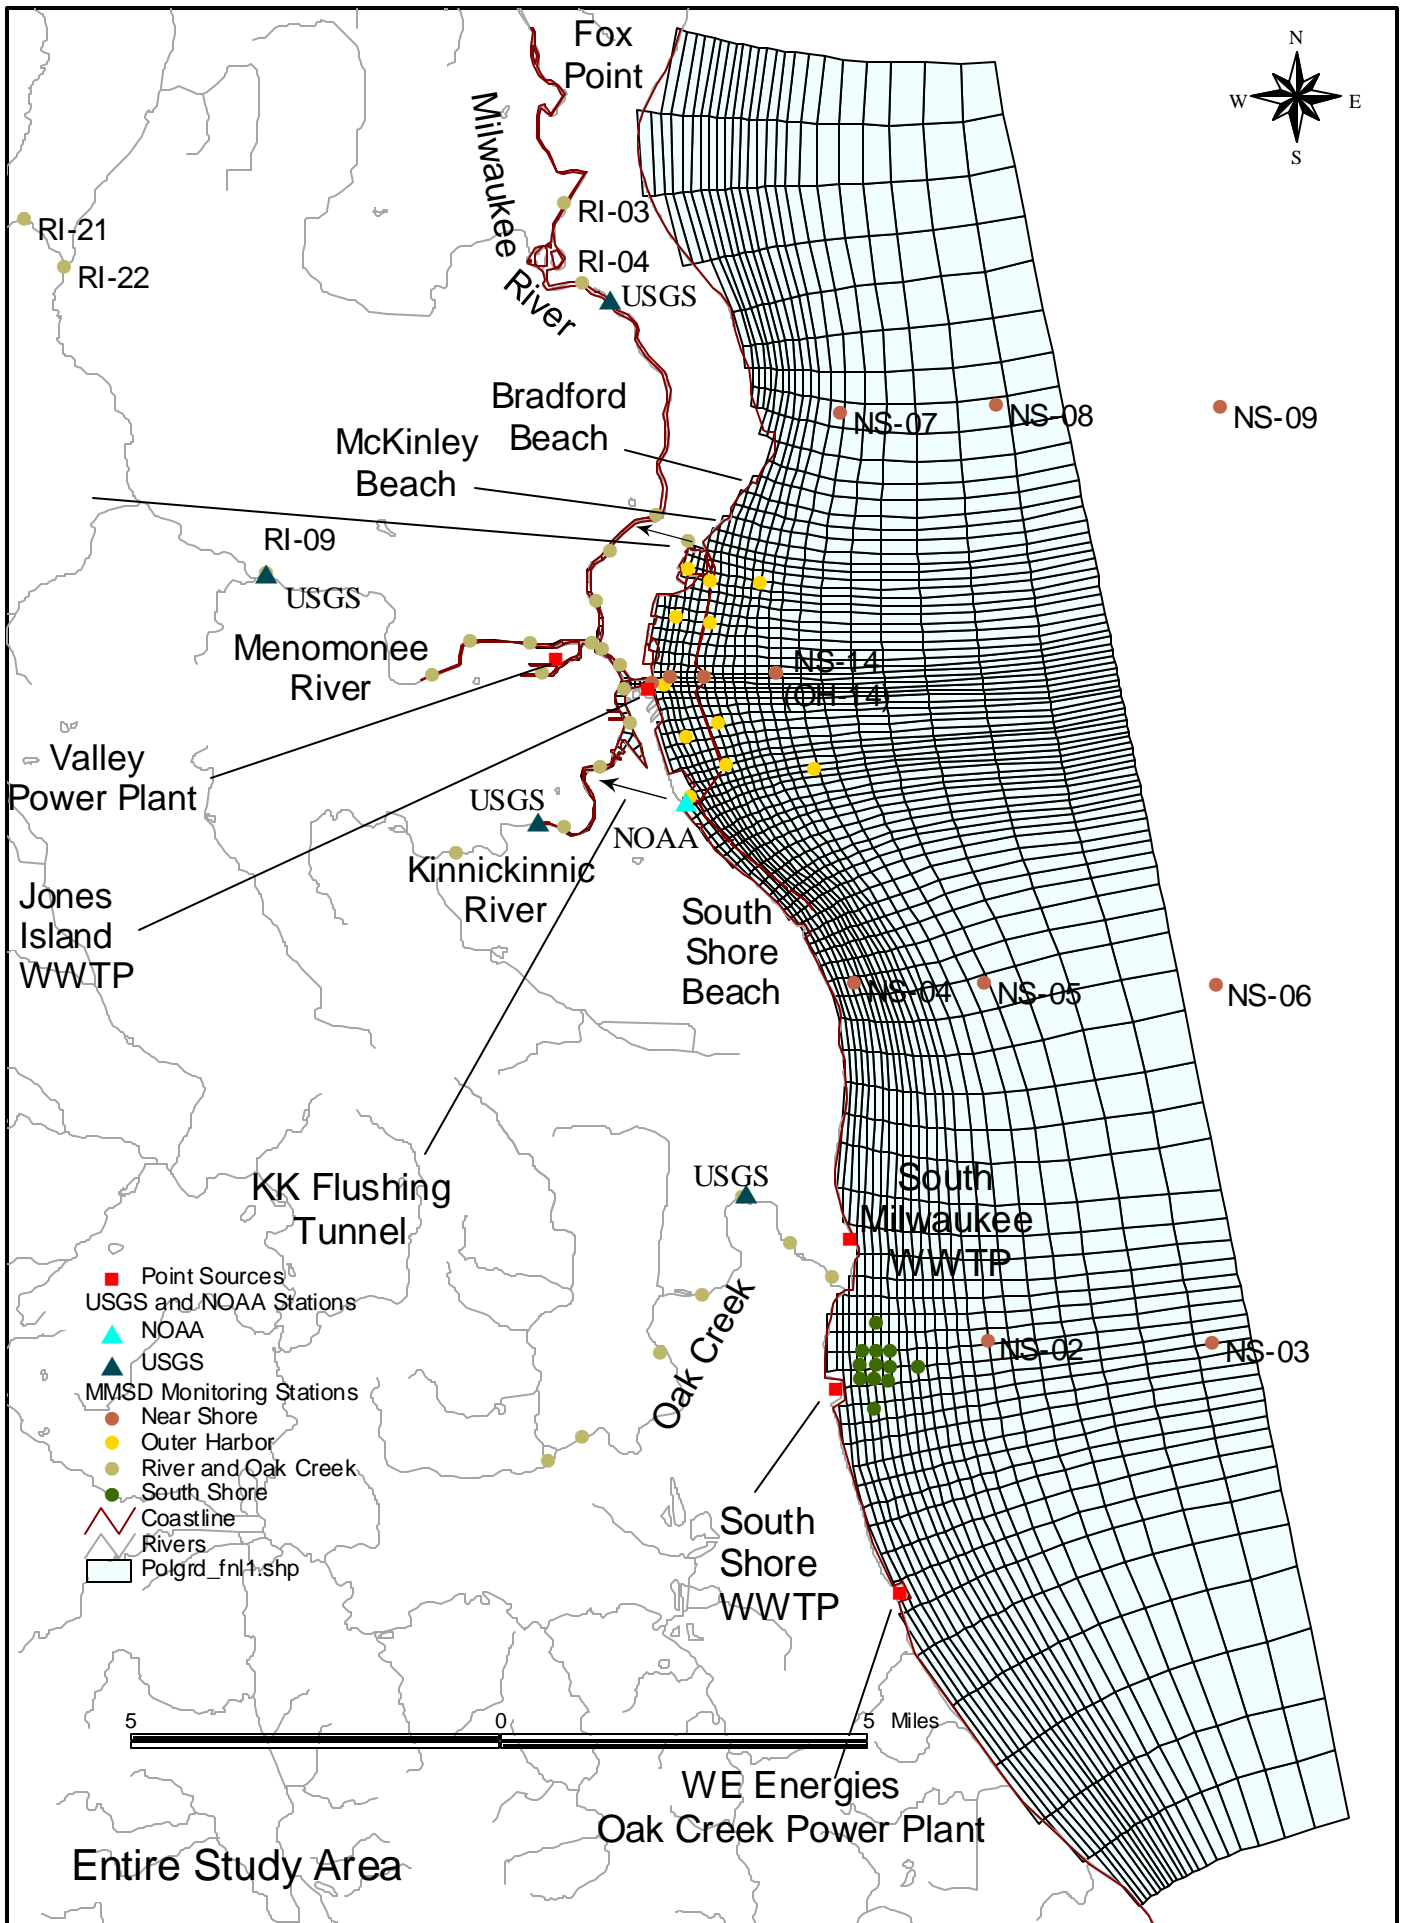 Fox
Point
N
W
E
S
Milwaukee
River
RI-03
RI-21
RI-04
RI-22
USGS
Bradford
Beach
NS-07
NS-08
NS-09
McKinley
Beach
RI-09
USGS
Menomonee
River
NS-14
(OH-14)
Valley
Power Plant
USGS
NOAA
Kinnickinnic
River
Jones
Island
WWTP
South
Shore
Beach
NS-04
NS-05
NS-06
KK Flushing
Tunnel
USGS
South
Milwaukee
WWTP
Oak Creek
NS-02
NS-03
Point Sources
USGS and NOAA Stations
NOAA
USGS
MMSD Monitoring Stations
Near Shore
Outer Harbor
River and Oak Creek
South Shore
Coastline
Rivers
Polgrd_fnl1.shp
South
Shore
WWTP
5 0 5 Miles
WE Energies
Oak Creek Power Plant
Entire Study Area